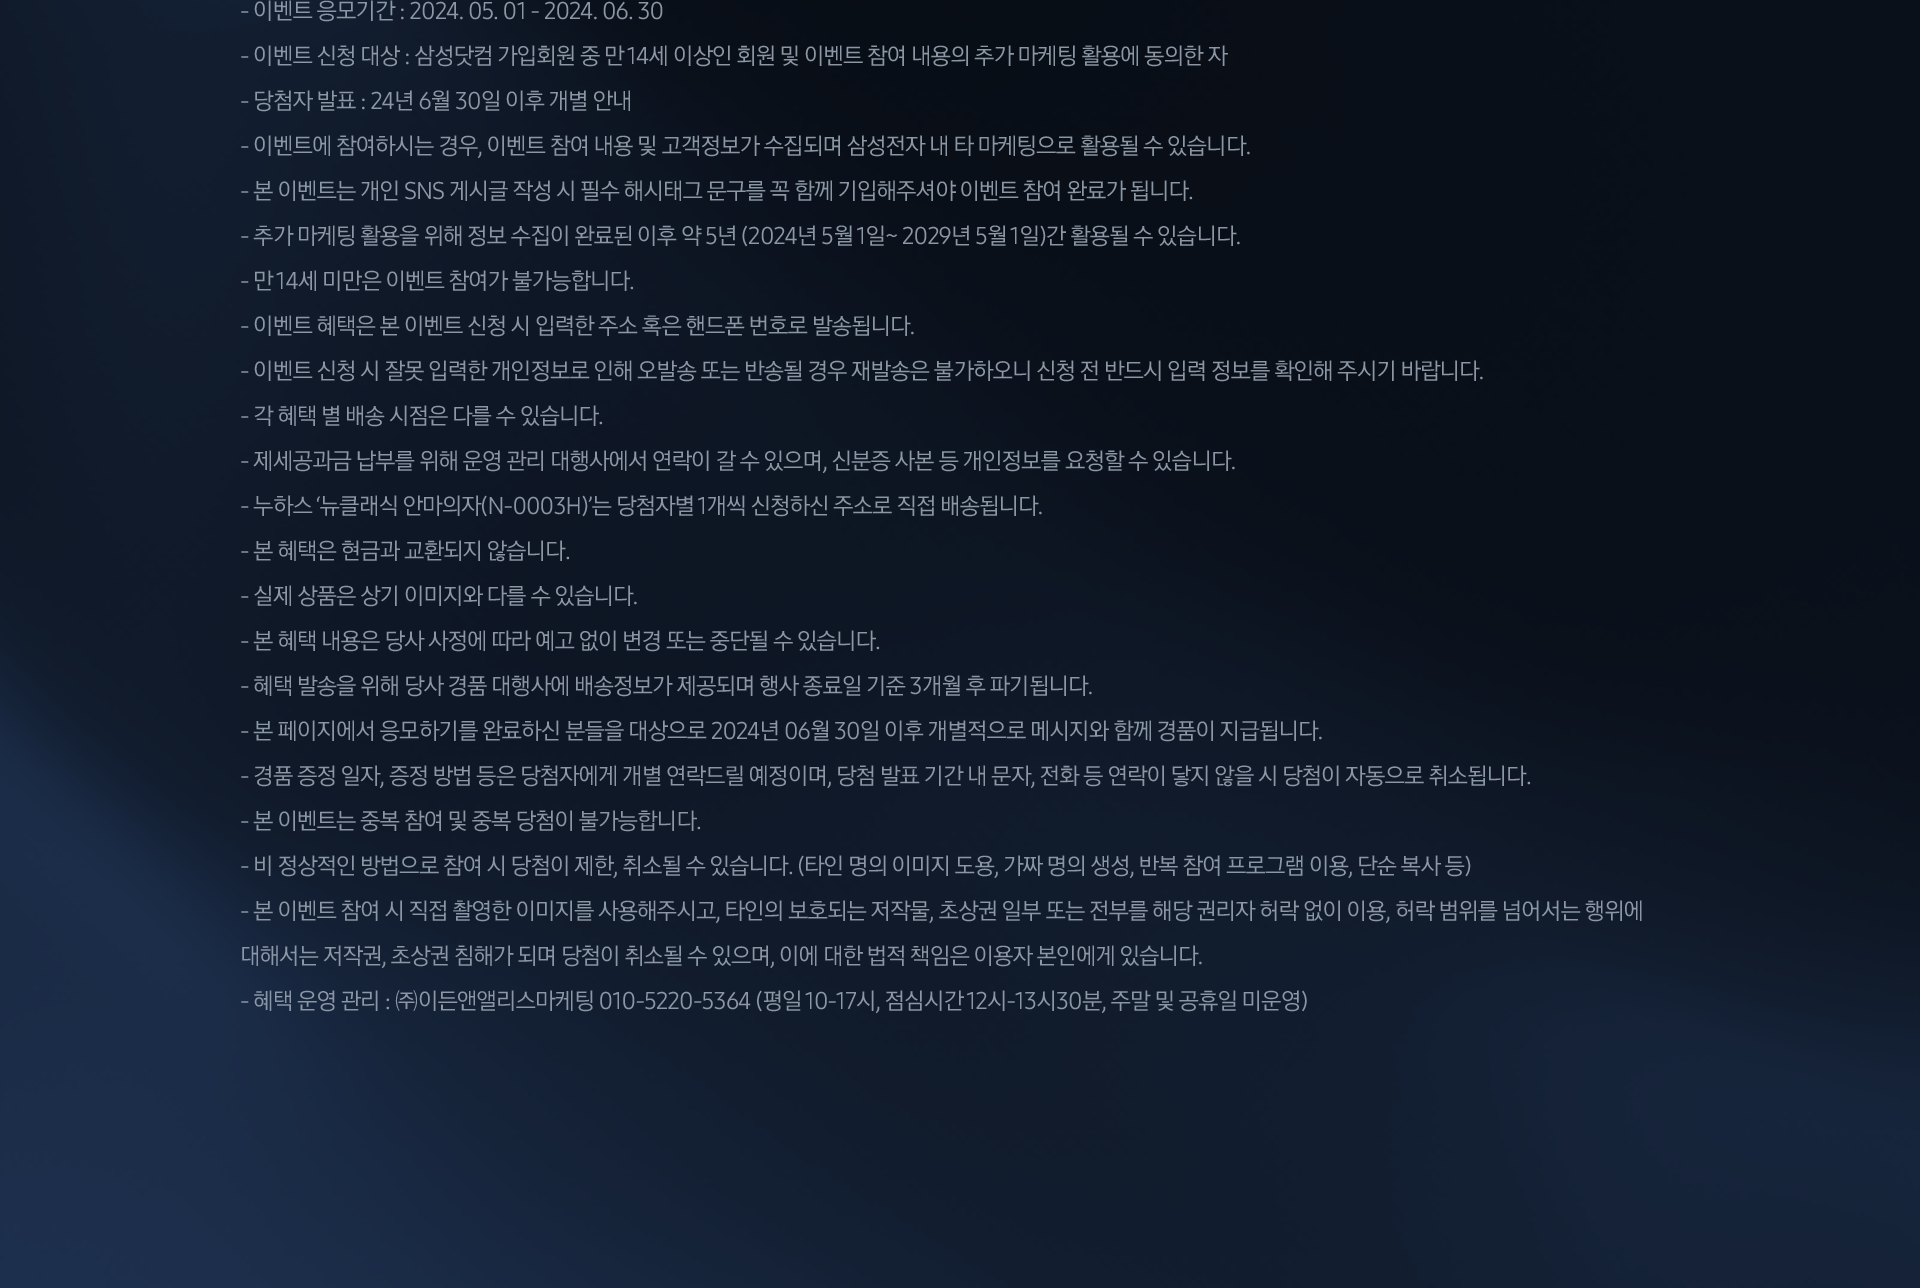 - 이벤트 응모기간 : 2024. 05. 01 - 2024. 06. 30
- 이벤트 신청 대상 : 삼성닷컴 가입회원 중 만 14세 이상인 회원 및 이벤트 참여 내용의 추가 마케팅 활용에 동의한 자
- 당첨자 발표 : 24년 6월 30일 이후 개별 안내
- 이벤트에 참여하시는 경우, 이벤트 참여 내용 및 고객정보가 수집되며 삼성전자 내 타 마케팅으로 활용될 수 있습니다.
- 본 이벤트는 개인 SNS 게시글 작성 시 필수 해시태그 문구를 꼭 함께 기입해주셔야 이벤트 참여 완료가 됩니다.
- 추가 마케팅 활용을 위해 정보 수집이 완료된 이후 약 5년 (2024년 5월 1일~ 2029년 5월 1일)간 활용될 수 있습니다.
- 만 14세 미만은 이벤트 참여가 불가능합니다.
- 이벤트 혜택은 본 이벤트 신청 시 입력한 주소 혹은 핸드폰 번호로 발송됩니다.
- 이벤트 신청 시 잘못 입력한 개인정보로 인해 오발송 또는 반송될 경우 재발송은 불가하오니 신청 전 반드시 입력 정보를 확인해 주시기 바랍니다.
- 각 혜택 별 배송 시점은 다를 수 있습니다.
- 제세공과금 납부를 위해 운영 관리 대행사에서 연락이 갈 수 있으며, 신분증 사본 등 개인정보를 요청할 수 있습니다.
- 누하스 ‘뉴클래식 안마의자(N-0003H)’는 당첨자별 1개씩 신청하신 주소로 직접 배송됩니다.
- 본 혜택은 현금과 교환되지 않습니다.
- 실제 상품은 상기 이미지와 다를 수 있습니다.
- 본 혜택 내용은 당사 사정에 따라 예고 없이 변경 또는 중단될 수 있습니다.
- 혜택 발송을 위해 당사 경품 대행사에 배송정보가 제공되며 행사 종료일 기준 3개월 후 파기됩니다.
- 본 페이지에서 응모하기를 완료하신 분들을 대상으로 2024년 06월 30일 이후 개별적으로 메시지와 함께 경품이 지급됩니다.
- 경품 증정 일자, 증정 방법 등은 당첨자에게 개별 연락드릴 예정이며, 당첨 발표 기간 내 문자, 전화 등 연락이 닿지 않을 시 당첨이 자동으로 취소됩니다.
- 본 이벤트는 중복 참여 및 중복 당첨이 불가능합니다.
- 비 정상적인 방법으로 참여 시 당첨이 제한, 취소될 수 있습니다. (타인 명의 이미지 도용, 가짜 명의 생성, 반복 참여 프로그램 이용, 단순 복사 등)
- 본 이벤트 참여 시 직접 촬영한 이미지를 사용해주시고, 타인의 보호되는 저작물, 초상권 일부 또는 전부를 해당 권리자 허락 없이 이용, 허락 범위를 넘어서는 행위에
대해서는 저작권, 초상권 침해가 되며 당첨이 취소될 수 있으며, 이에 대한 법적 책임은 이용자 본인에게 있습니다.
- 혜택 운영 관리 : ㈜이든앤앨리스마케팅 010-5220-5364 (평일 10-17시, 점심시간 12시-13시30분, 주말 및 공휴일 미운영)